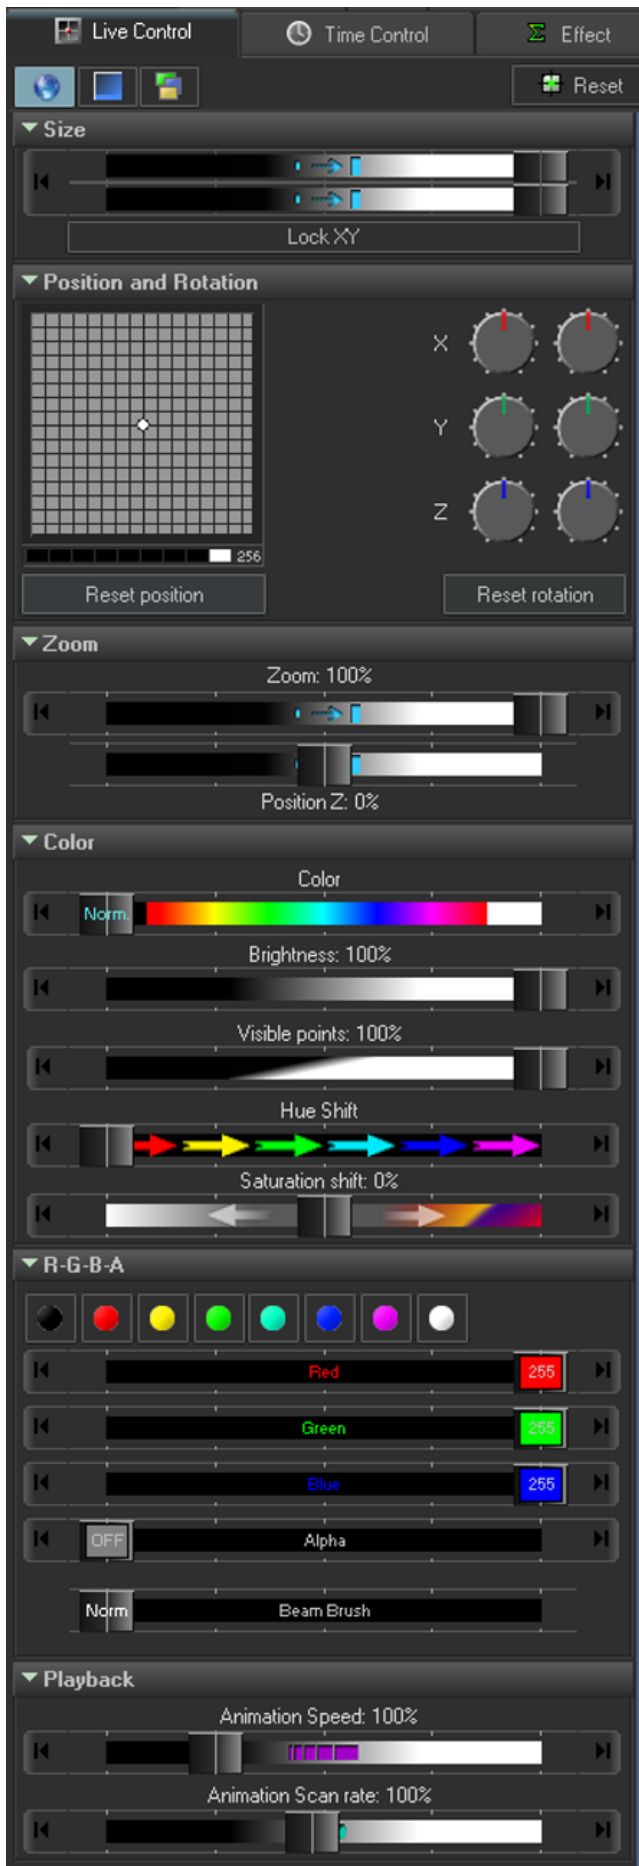 Live Control Time Control Effect
Reset
Size
Lock XY
Position and Rotation
X
Y
Z
256
Reset position Reset rotation
Zoom
Zoom: 100%
Position Z: 0%
Color
Color
Norm.
Brightness: 100%
Visible points: 100%
Hue Shift
Saturation shift: 0%
R-G-B-A
Red 255
Green 255
Blue 255
OFF Alpha
Norm Beam Brush
Playback
Animation Speed: 100%
Animation Scan rate: 100%